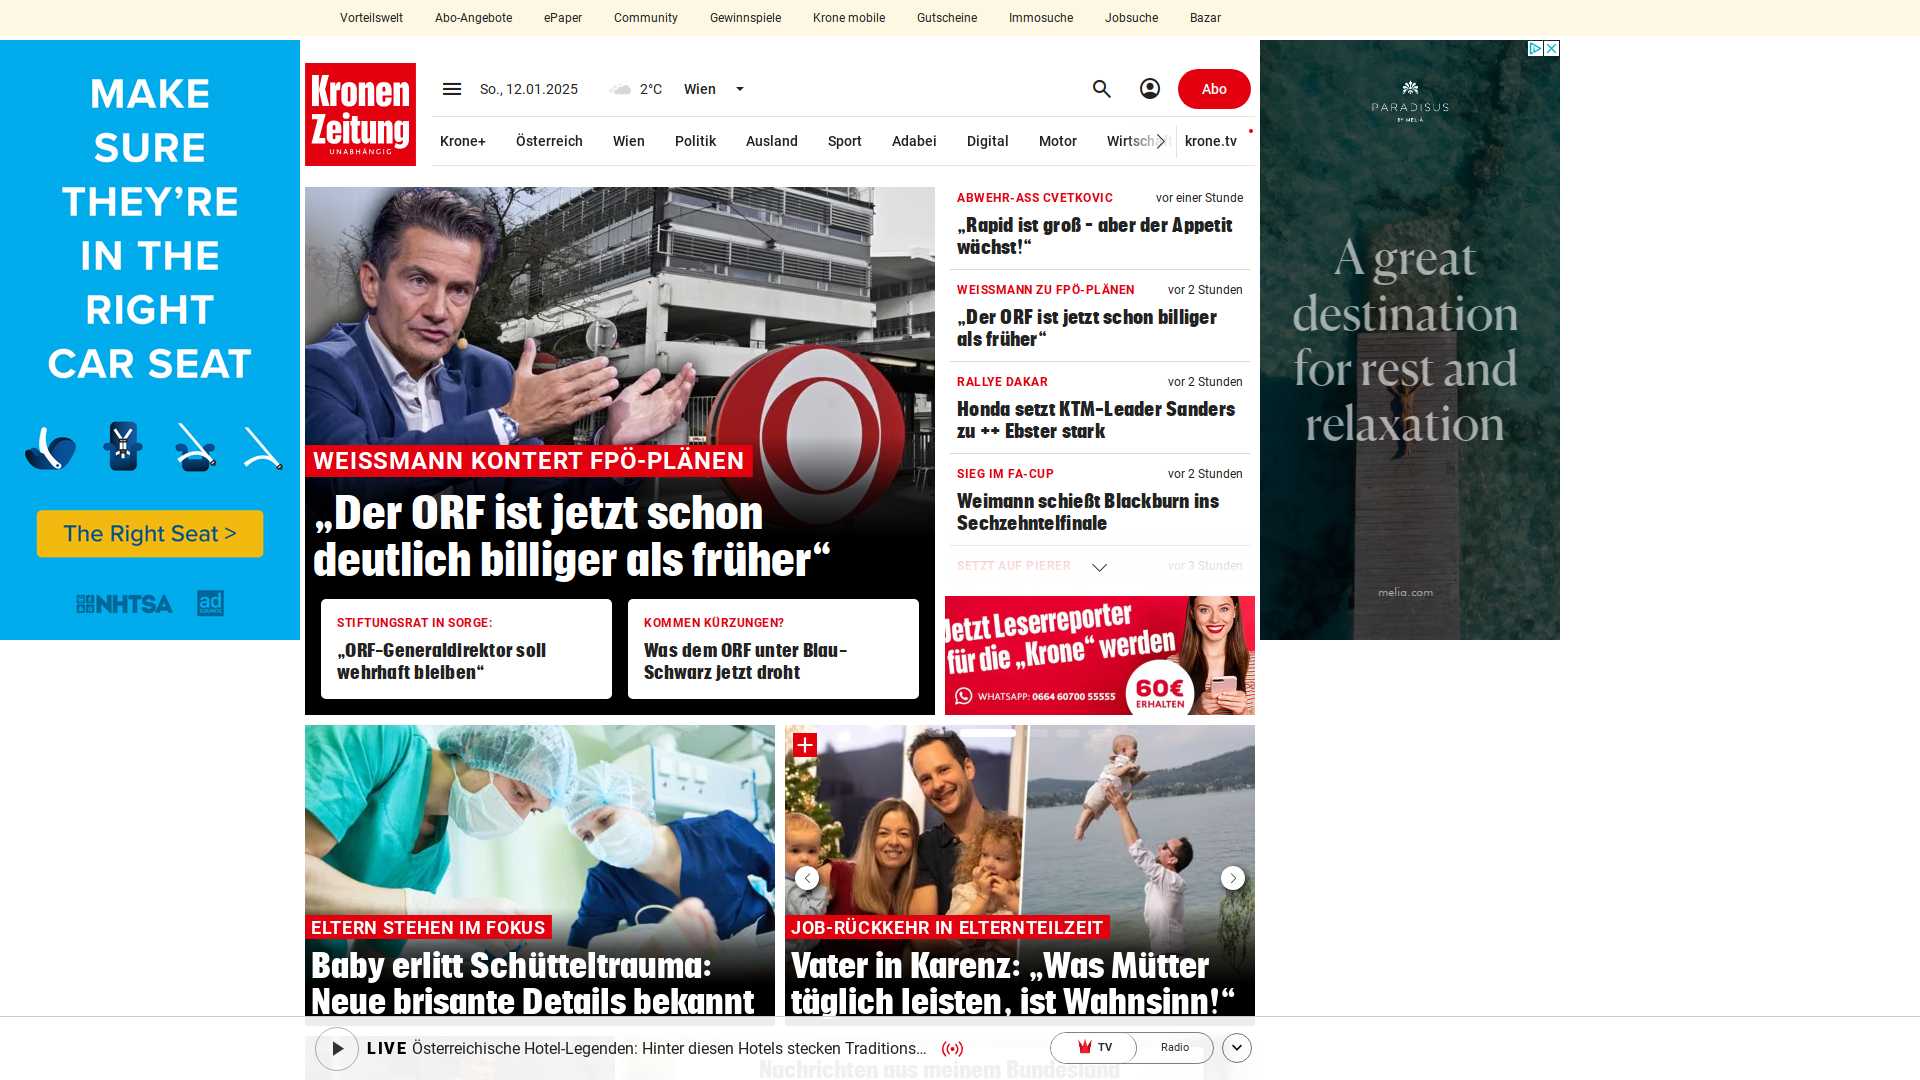 Vorteilswelt
Abo-Angebote
ePaper
Community
Gewinnspiele
Krone mobile
Gutscheine
Immosuche
Jobsuche
Bazar
MAKE
SURE
THEY'RE
IN THE
RIGHT
CAR SEAT
The Right Seat >
NHTSA
ad
Kronen
Zeitung
UNABHÄNGIG
So., 12.01.2025
2°C
Wien
Abo
Krone+
Österreich
Wien
Politik
Ausland
Sport
Adabei
Digital
Motor
Wirtschaft
krone.tv
WEISSMANN KONTERT FPÖ-PLÄNEN
„Der ORF ist jetzt schon
deutlich billiger als früher“
STIFTUNGSRAT IN SORGE:
„ORF-Generaldirektor soll
wehrhaft bleiben“
KOMMEN KÜRZUNGEN?
Was dem ORF unter Blau-
Schwarz jetzt droht
ABWEHR-ASS CVETKOVIC
vor einer Stunde
„Rapid ist groß – aber der Appetit
wächst!“
WEISSMANN ZU FPÖ-PLÄNEN
vor 2 Stunden
„Der ORF ist jetzt schon billiger
als früher“
RALLYE DAKAR
vor 2 Stunden
Honda setzt KTM-Leader Sanders
zu ++ Ebster stark
SIEG IM FA-CUP
vor 2 Stunden
Weimann schießt Blackburn ins
Sechzehntelfinale
SETZT AUF PIERER
vor 3 Stunden
Jetzt Leserreporter
für die „Krone“ werden
WHATSAPP: 0664 60700 55555
60€
ERHALTEN
PARADISUS
BY MELIÁ
A great
destination
for rest and
relaxation
melia.com
ELTERN STEHEN IM FOKUS
Baby erlitt Schütteltrauma:
Neue brisante Details bekannt
JOB-RÜCKKEHR IN ELTERNTEILZEIT
Vater in Karenz: „Was Mütter
täglich leisten, ist Wahnsinn!“
LIVE Österreichische Hotel-Legenden: Hinter diesen Hotels stecken Traditions...
TV
Radio
Nachrichten aus meinem Bundesland